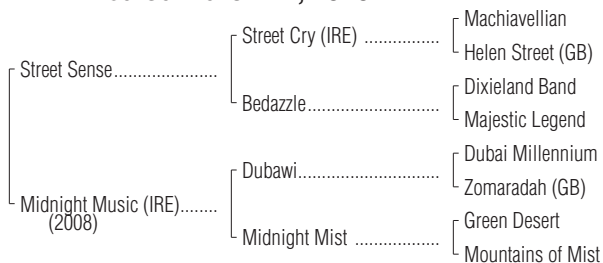 Machiavellian
Street Cry (IRE) ................
Helen Street (GB)
Street Sense......................
Dixieland Band
Bedazzle............................
Majestic Legend
Dubai Millennium
Dubawi..............................
Zomaradah (GB)
Midnight Music (IRE)........
(2008)
Green Desert
Midnight Mist ..................
Mountains of Mist